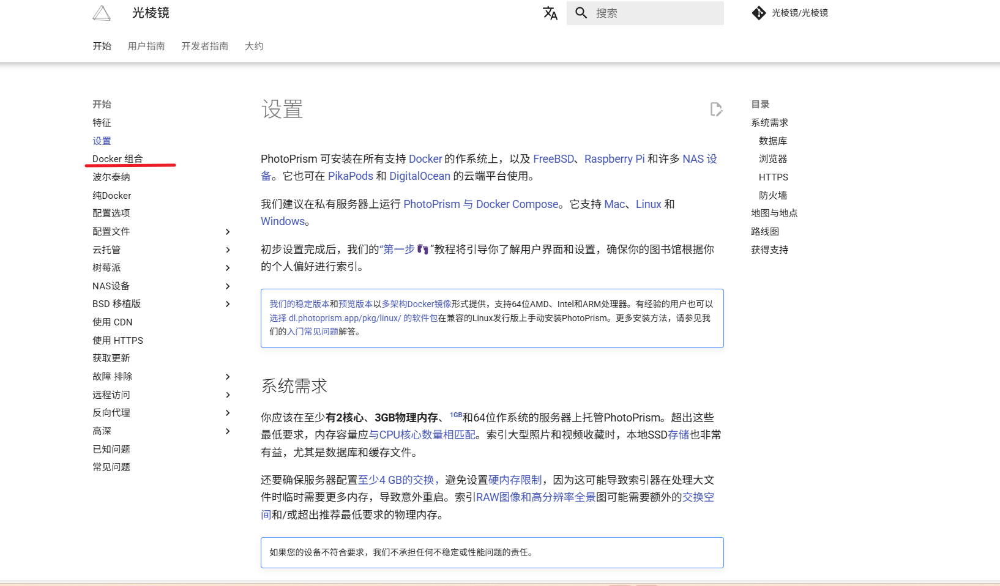 光棱镜
搜索
光棱镜/光棱镜
开始 用户指南 开发者指南 大约
开始
特征
设置
Docker 组合
波尔泰纳
纯Docker
配置选项
配置文件
云托管
树莓派
NAS设备
BSD 移植版
使用 CDN
使用 HTTPS
获取更新
故障 排除
远程访问
反向代理
高深
已知问题
常见问题
设置
PhotoPrism 可安装在所有支持 Docker 的作系统上，以及 FreeBSD、Raspberry Pi 和许多 NAS 设
备。它也可在 PikaPods 和 DigitalOcean 的云端平台使用。
我们建议在私有服务器上运行 PhotoPrism 与 Docker Compose。它支持 Mac、Linux 和
Windows。
初步设置完成后，我们的“第一步👣”教程将引导你了解用户界面和设置，确保你的图书馆根据你
的个人偏好进行索引。
我们的稳定版本和预览版本以多架构Docker镜像形式提供，支持64位AMD、Intel和ARM处理器。有经验的用户也可以
选择 dl.photoprism.app/pkg/linux/ 的软件包在兼容的Linux发行版上手动安装PhotoPrism。更多安装方法，请参见我
们的入门常见问题解答。
系统需求
你应该在至少有2核心、3GB物理内存、1GB和64位作系统的服务器上托管PhotoPrism。超出这些
最低要求，内存容量应与CPU核心数量相匹配。索引大型照片和视频收藏时，本地SSD存储也非常
有益，尤其是数据库和缓存文件。
还要确保服务器配置至少4 GB的交换，避免设置硬内存限制，因为这可能导致索引器在处理大文
件时临时需要更多内存，导致意外重启。索引RAW图像和高分辨率全景图可能需要额外的交换空
间和/或超出推荐最低要求的物理内存。
如果您的设备不符合要求，我们不承担任何不稳定或性能问题的责任。
目录
系统需求
数据库
浏览器
HTTPS
防火墙
地图与地点
路线图
获得支持